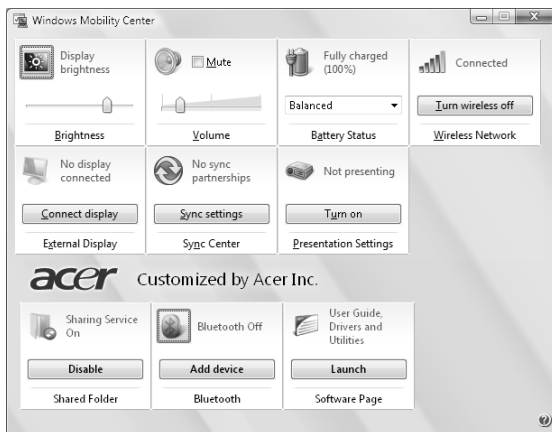 Windows Mobility Center
Display
brightness
Brightness
Mute
Volume
Fully charged
(100%)
Balanced
Battery Status
Connected
Turn wireless off
Wireless Network
No display
connected
Connect display
External Display
No sync
partnerships
Sync settings
Sync Center
Not presenting
Turn on
Presentation Settings
acer Customized by Acer Inc.
Sharing Service
On
Disable
Shared Folder
Bluetooth Off
Add device
Bluetooth
User Guide,
Drivers and
Utilities
Launch
Software Page
?